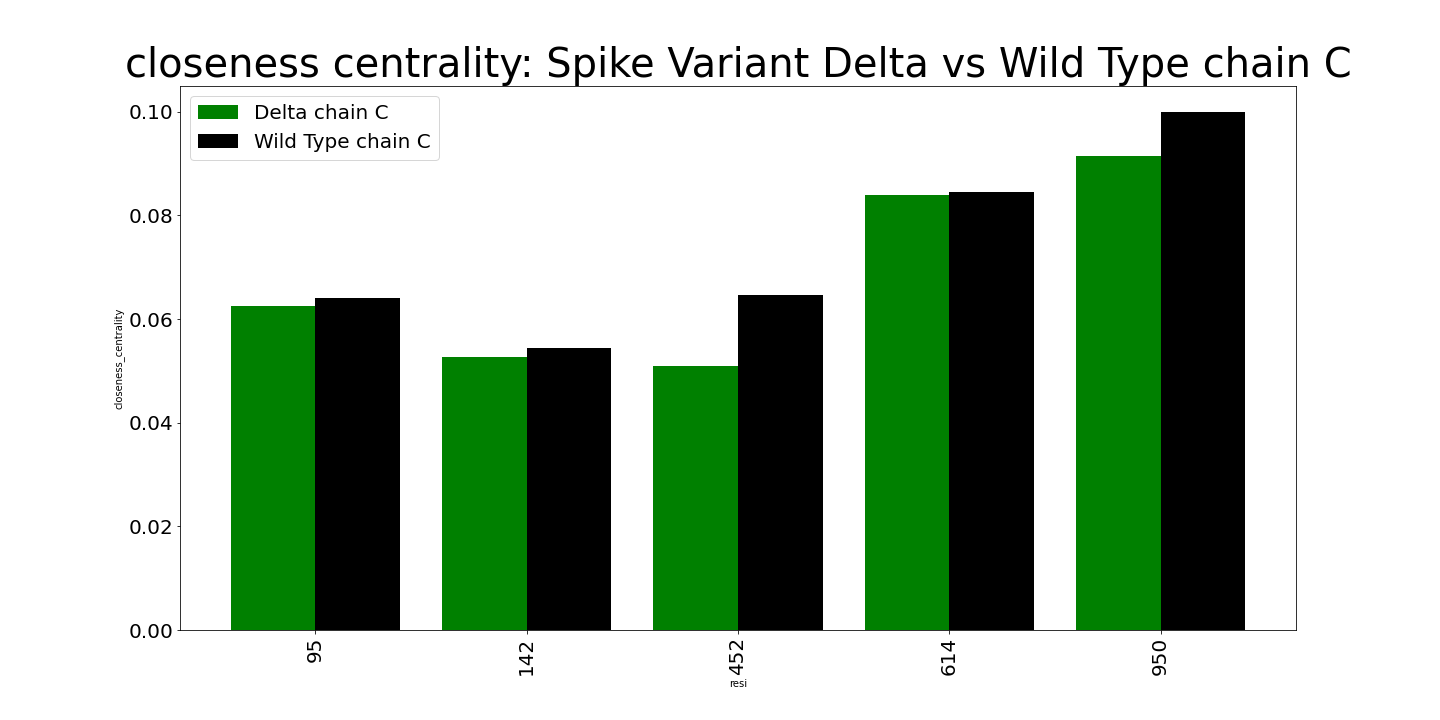 closeness centrality: Spike Variant Delta vs Wild Type chain C
Delta chain C
Wild Type chain C
0.10
0.08
0.06
0.04
0.02
0.00
closeness_centrality
95
142
452
614
950
resi